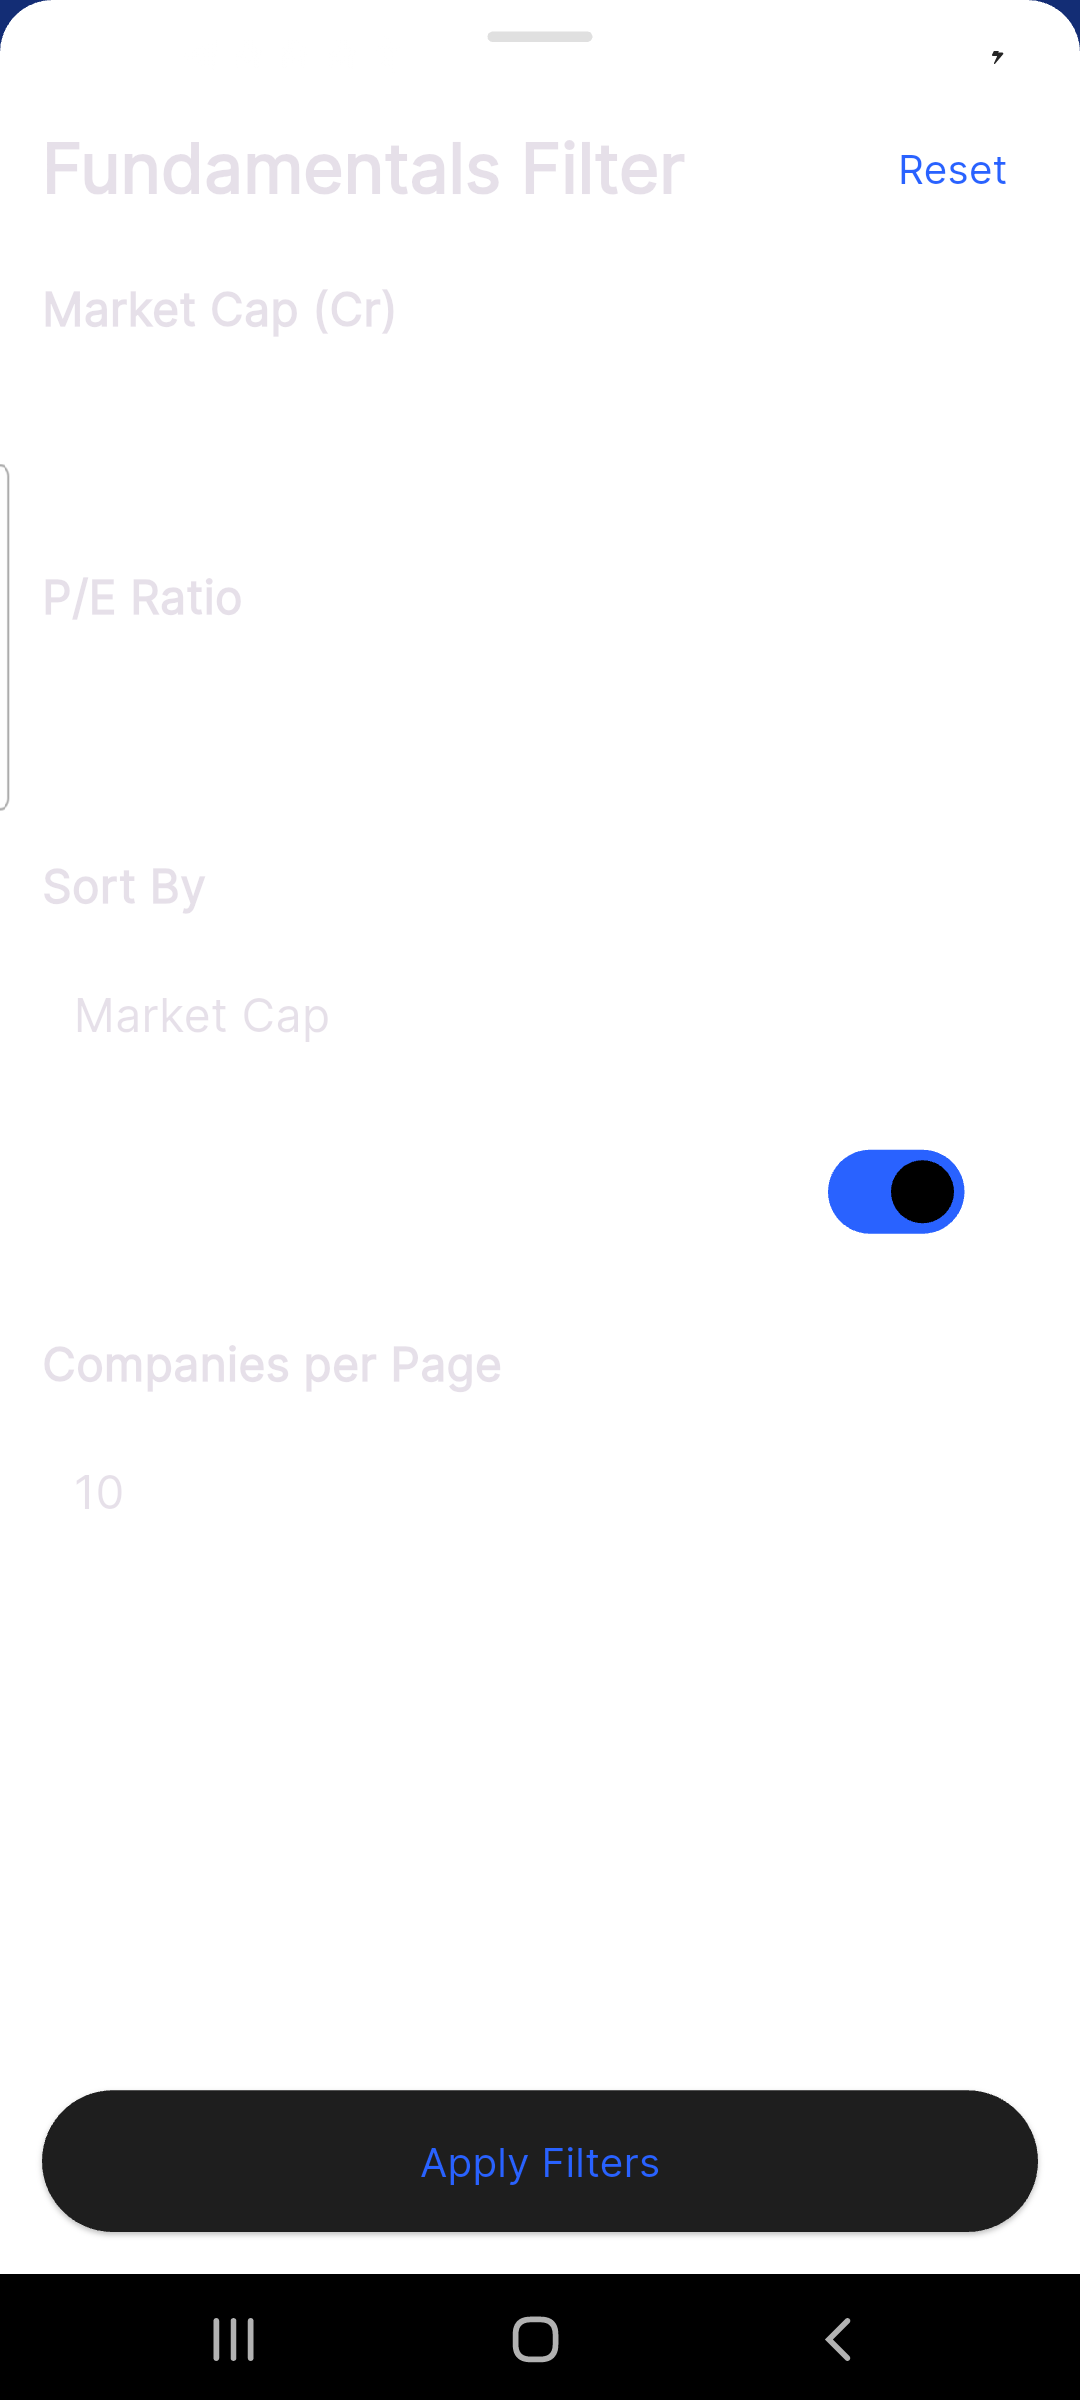 Fundamentals Filter
Reset
Market Cap (Cr)
P/E Ratio
Sort By
Market Cap
Companies per Page
10
Apply Filters